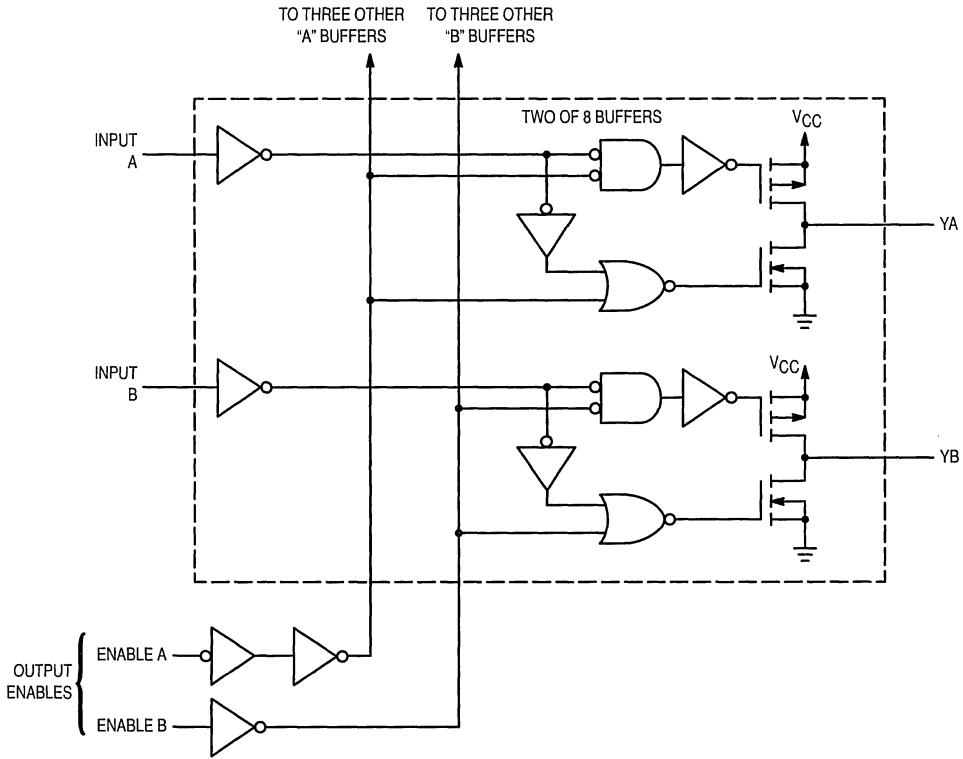 TO THREE OTHER
“A” BUFFERS
TO THREE OTHER
“B” BUFFERS
TWO OF 8 BUFFERS
INPUT
A
VCC
YA
INPUT
B
VCC
YB
OUTPUT
ENABLES
ENABLE A
ENABLE B